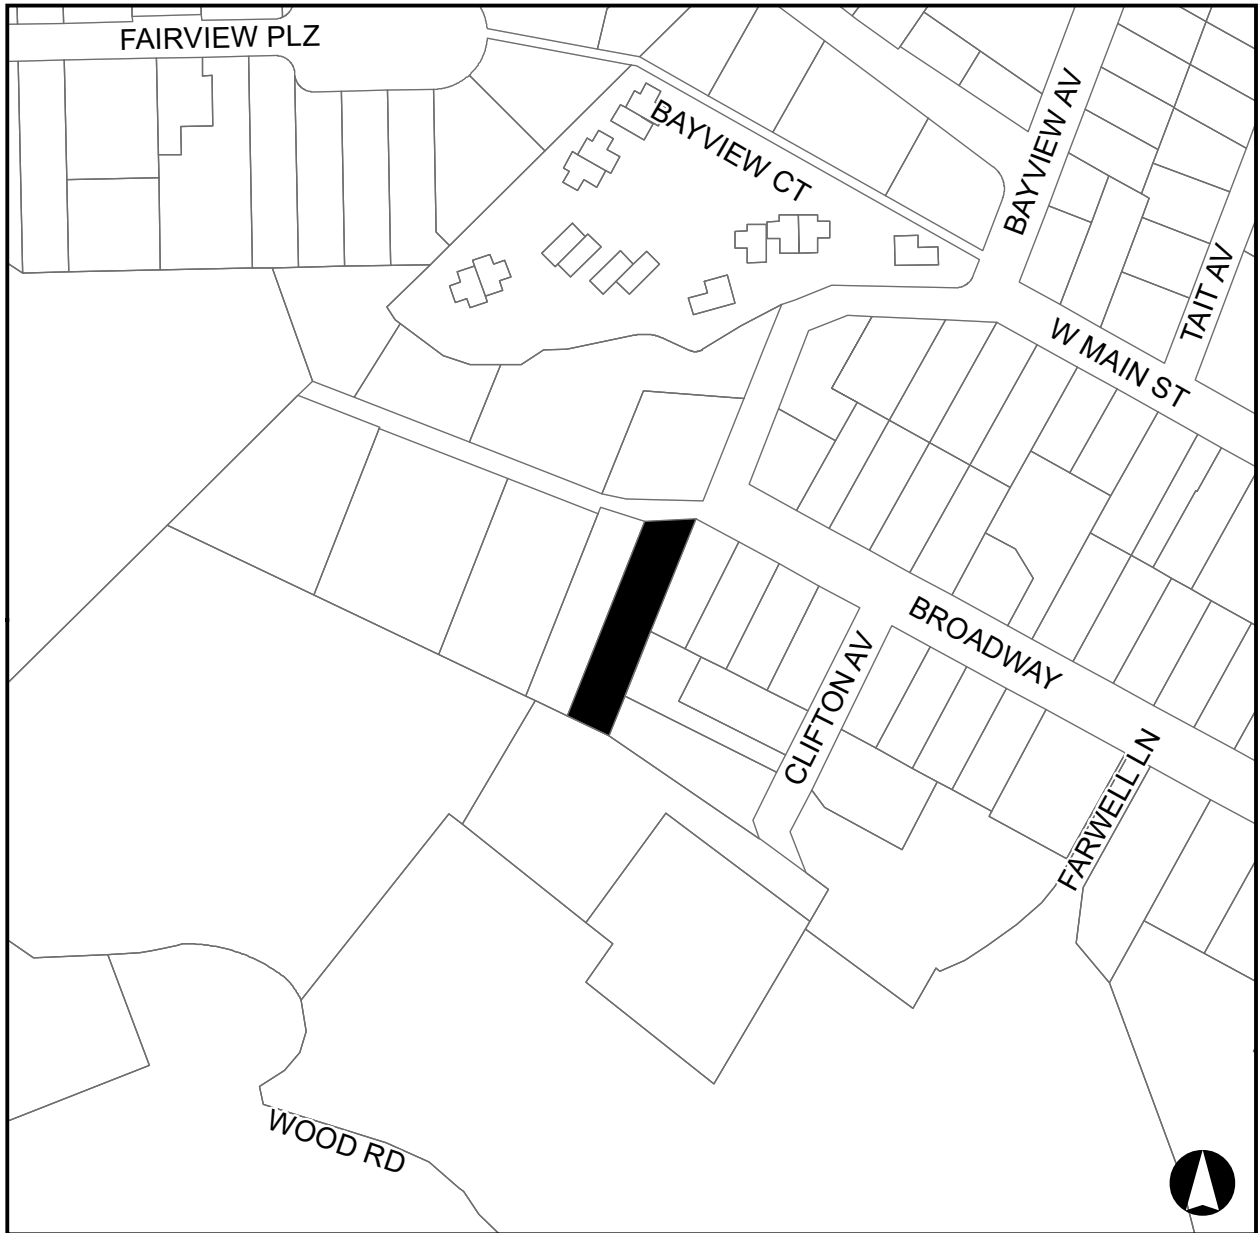 FAIRVIEW PLZ
BAYVIEW CT
BAYVIEW AV
TAIT AV
W MAIN ST
BROADWAY
CLIFTON AV
FARWELL LN
WOOD RD